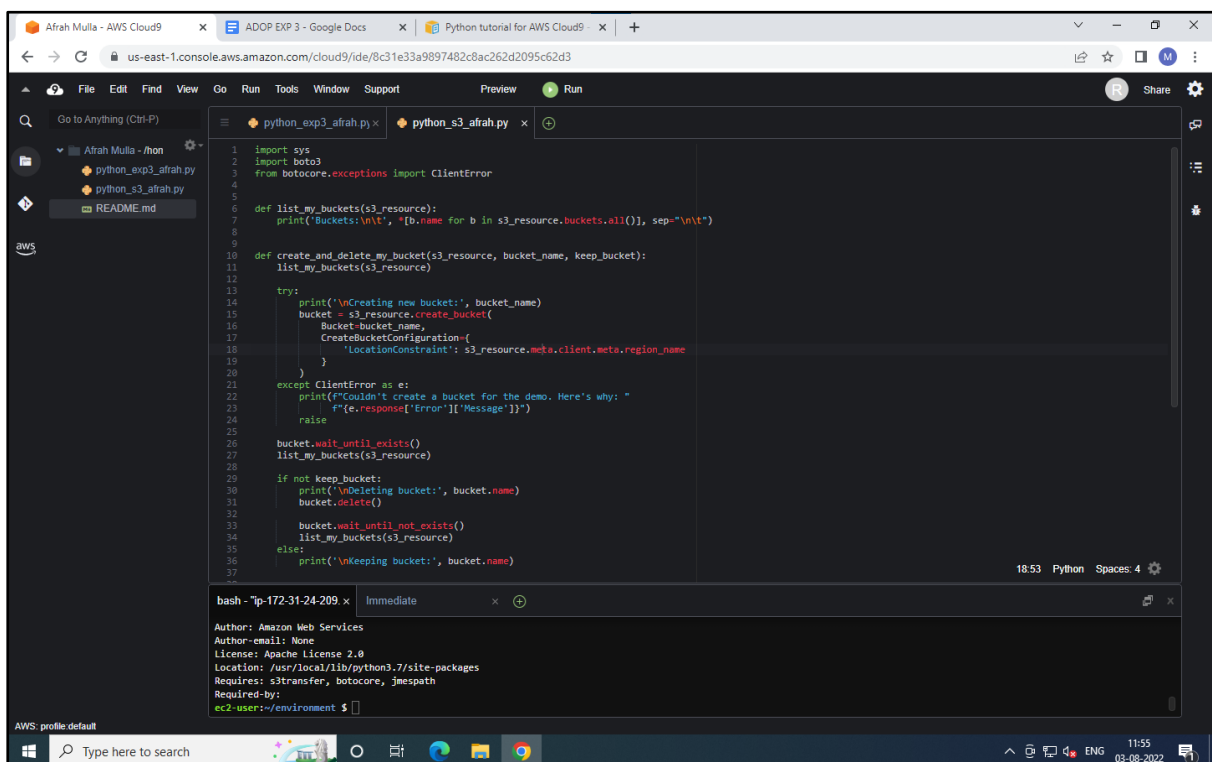 Afrah Mulla - AWS Cloud9
ADOP EXP 3 - Google Docs
Python tutorial for AWS Cloud9 -
us-east-1.console.aws.amazon.com/cloud9/ide/8c31e33a9897482c8ac262d2095c62d3
M
9 File Edit Find View Go Run Tools Window Support Preview Run
R Share
Go to Anything (Ctrl-P)
python_exp3_afrah.py
python_s3_afrah.py
Afrah Mulla - /hon
python_exp3_afrah.py
python_s3_afrah.py
README.md
aws
1 import sys
2 import boto3
3 from botocore.exceptions import ClientError
4
5
6 def list_my_buckets(s3_resource):
7     print('Buckets:\n\t', *[b.name for b in s3_resource.buckets.all()], sep="\n\t")
8
9
10 def create_and_delete_my_bucket(s3_resource, bucket_name, keep_bucket):
11     list_my_buckets(s3_resource)
12
13     try:
14         print('\nCreating new bucket:', bucket_name)
15         bucket = s3_resource.create_bucket(
16             Bucket=bucket_name,
17             CreateBucketConfiguration={
18                 'LocationConstraint': s3_resource.meta.client.meta.region_name
19             }
20         )
21     except ClientError as e:
22         print(f"Couldn't create a bucket for the demo. Here's why: "
23               f"{e.response['Error']['Message']}")
24         raise
25
26     bucket.wait_until_exists()
27     list_my_buckets(s3_resource)
28
29     if not keep_bucket:
30         print('\nDeleting bucket:', bucket.name)
31         bucket.delete()
32
33         bucket.wait_until_not_exists()
34         list_my_buckets(s3_resource)
35     else:
36         print('\nKeeping bucket:', bucket.name)
37
18:53 Python Spaces: 4
bash - "ip-172-31-24-209. Immediate
Author: Amazon Web Services
Author-email: None
License: Apache License 2.0
Location: /usr/local/lib/python3.7/site-packages
Requires: s3transfer, botocore, jmespath
Required-by:
ec2-user:~/environment $
AWS: profile:default
Type here to search
ENG
11:55
03-08-2022
1